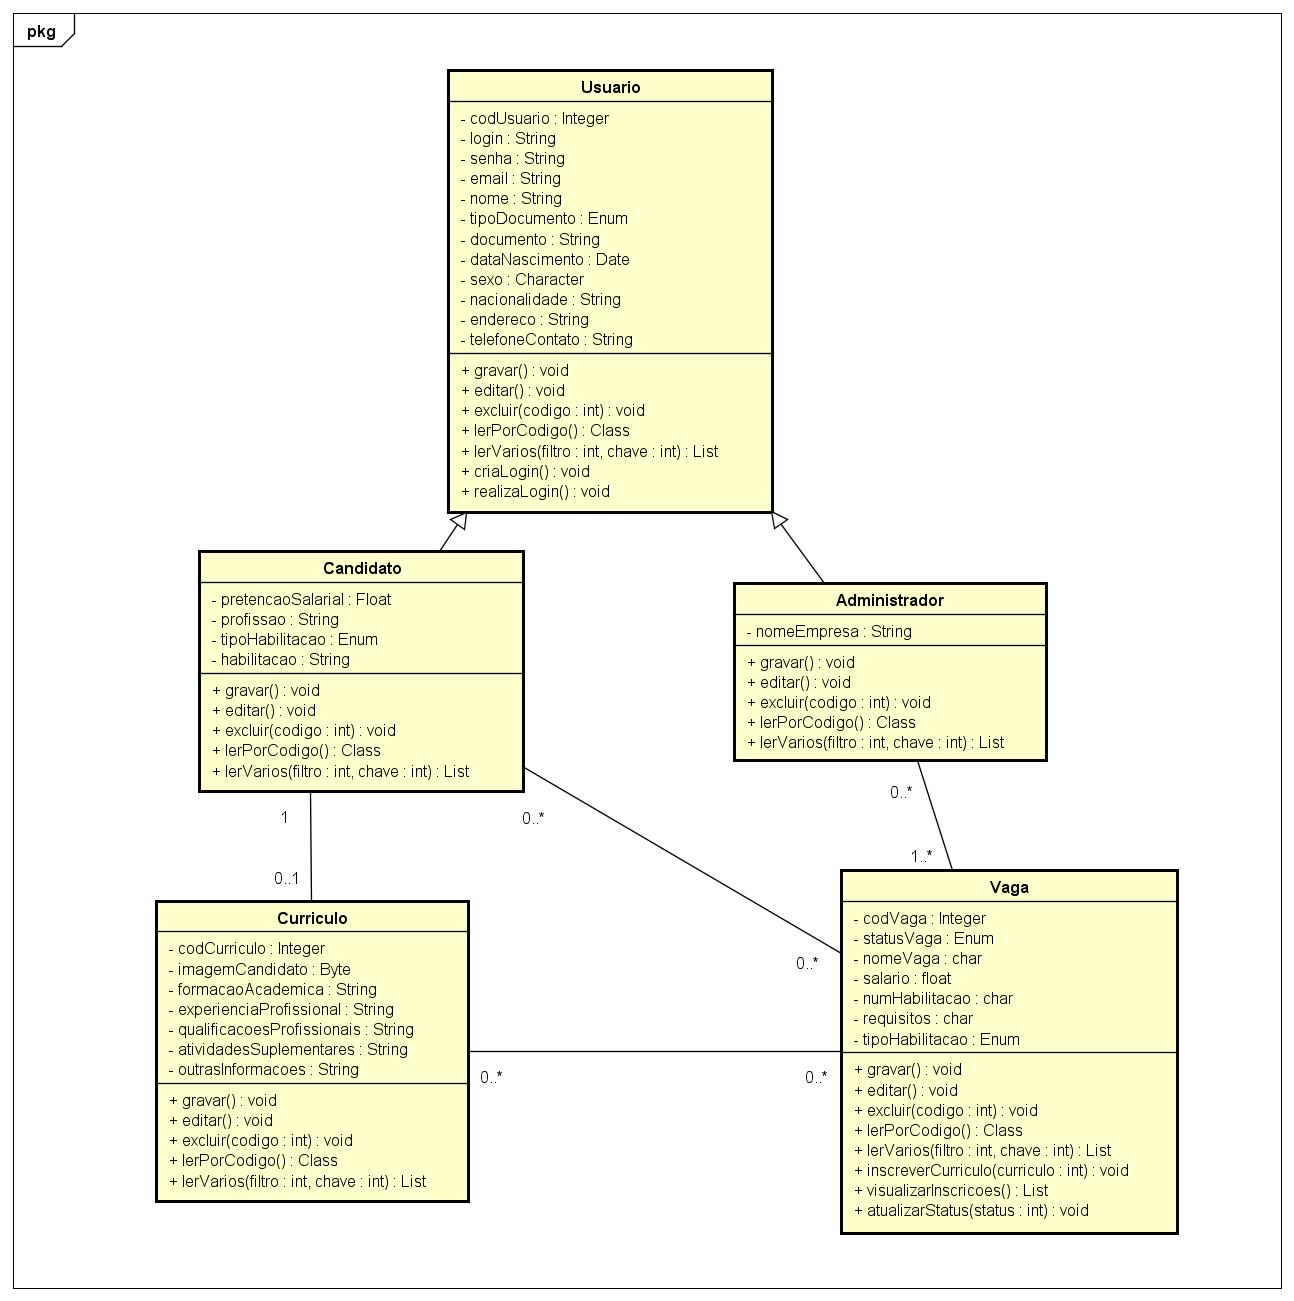 pkg
Usuario
- codUsuario : Integer
- login : String
- senha : String
- email : String
- nome : String
- tipoDocumento : Enum
- documento : String
- dataNascimento : Date
- sexo : Character
- nacionalidade : String
- endereco : String
- telefoneContato : String
+ gravar() : void
+ editar() : void
+ excluir(codigo : int) : void
+ lerPorCodigo() : Class
+ lerVarios(filtro : int, chave : int) : List
+ criaLogin() : void
+ realizaLogin() : void
Candidato
- pretencaoSalarial : Float
- profissao : String
- tipoHabilitacao : Enum
- habilitacao : String
+ gravar() : void
+ editar() : void
+ excluir(codigo : int) : void
+ lerPorCodigo() : Class
+ lerVarios(filtro : int, chave : int) : List
Administrador
- nomeEmpresa : String
+ gravar() : void
+ editar() : void
+ excluir(codigo : int) : void
+ lerPorCodigo() : Class
+ lerVarios(filtro : int, chave : int) : List
1
0..*
0..*
0..1
1..*
Curriculo
- codCurriculo : Integer
- imagemCandidato : Byte
- formacaoAcademica : String
- experienciaProfissional : String
- qualificacoesProfissionais : String
- atividadesSuplementares : String
- outrasInformacoes : String
+ gravar() : void
+ editar() : void
+ excluir(codigo : int) : void
+ lerPorCodigo() : Class
+ lerVarios(filtro : int, chave : int) : List
0..*
0..*
0..*
Vaga
- codVaga : Integer
- statusVaga : Enum
- nomeVaga : char
- salario : float
- numHabilitacao : char
- requisitos : char
- tipoHabilitacao : Enum
+ gravar() : void
+ editar() : void
+ excluir(codigo : int) : void
+ lerPorCodigo() : Class
+ lerVarios(filtro : int, chave : int) : List
+ inscreverCurriculo(curriculo : int) : void
+ visualizarInscricoes() : List
+ atualizarStatus(status : int) : void